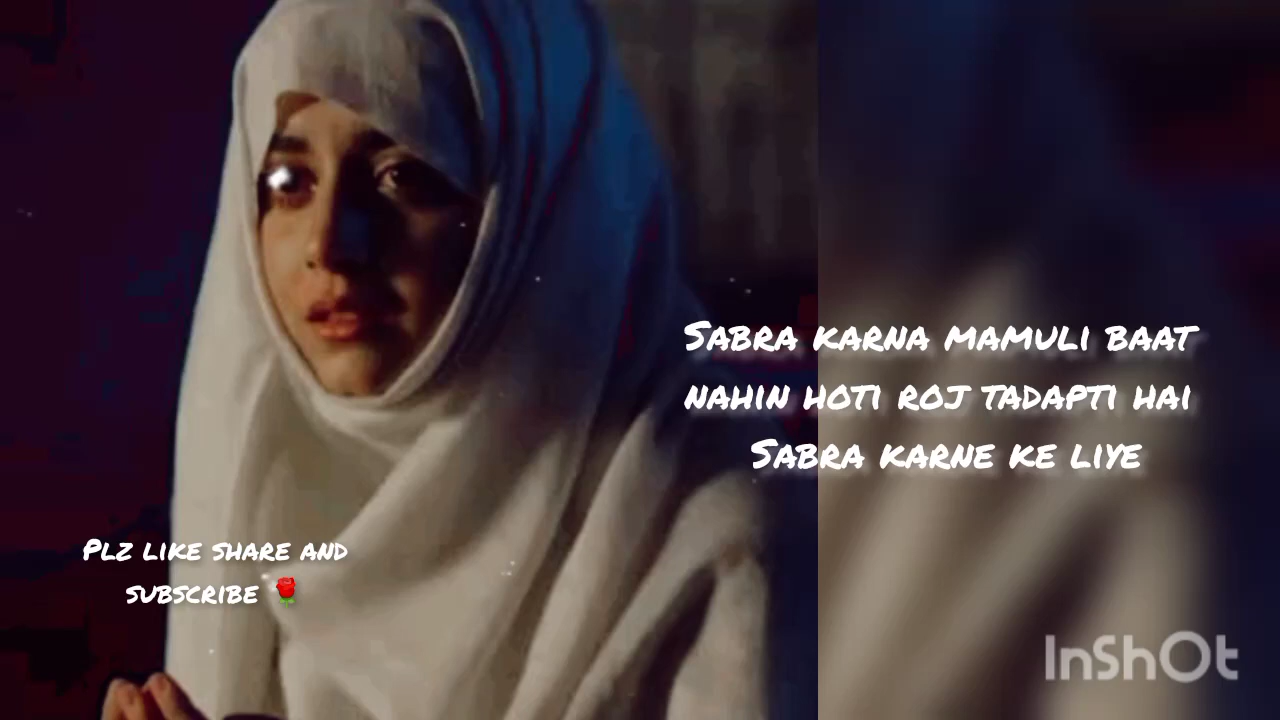 Sabra karna mamuli baat
nahin hoti roj tadapti hai
Sabra karne ke liye
Plz like share and
subscribe 🌹
InShOt